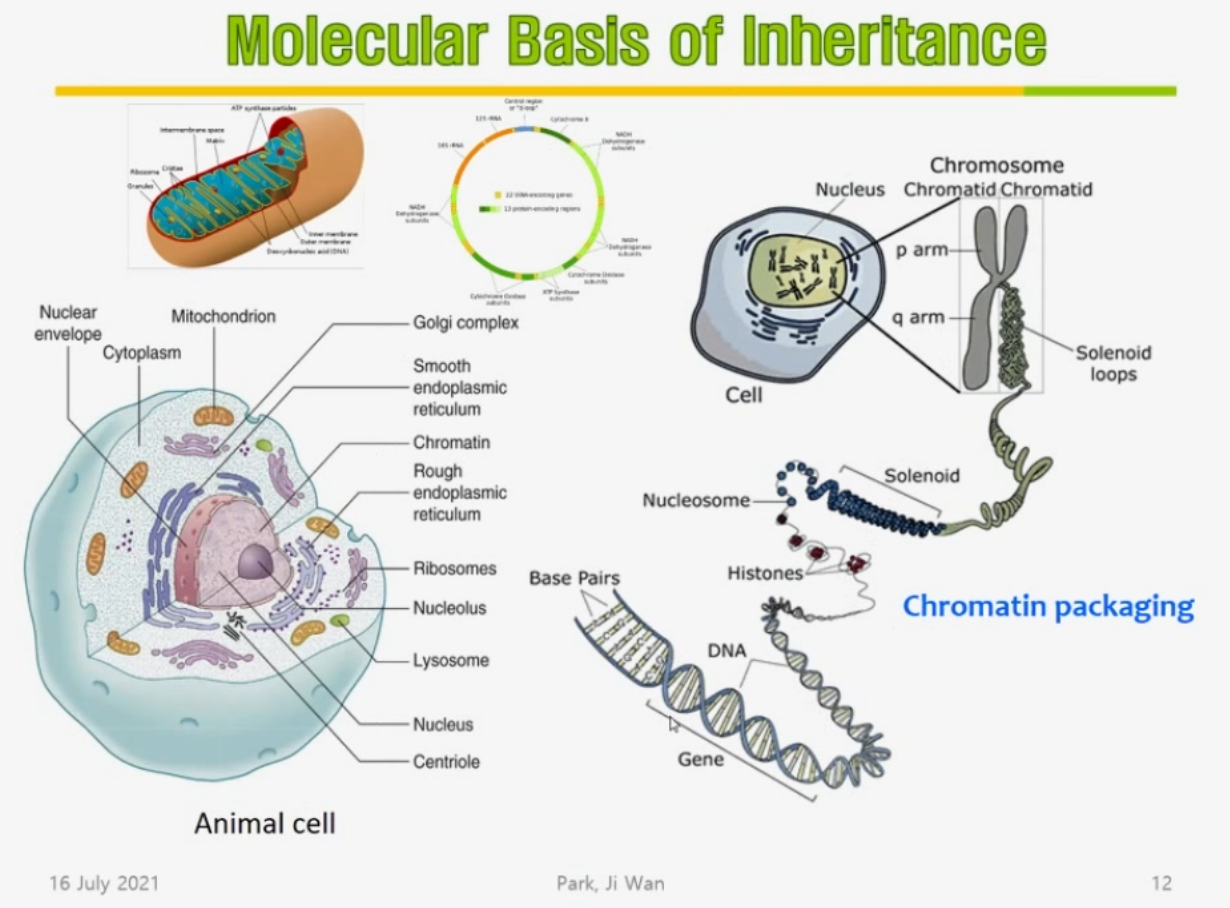 Molecular Basis of Inheritance
ATP synthase particles
Intermembrane space
Matrix
Ribosome
Cristae
Granules
Inner membrane
Outer membrane
Deoxyribonucleic acid (DNA)
Control region
or "d-loop"
12S rRNA
Cytochrome b
16S rRNA
NADH
Dehydrogenase
subunits
22 tRNA-encoding genes
13 protein-encoding regions
NADH
Dehydrogenase
subunits
NADH
Dehydrogenase
subunits
Cytochrome Oxidase
subunits
ATP Synthase
subunits
Cytochrome Oxidase
subunits
Nuclear
envelope
Mitochondrion
Cytoplasm
Golgi complex
Smooth
endoplasmic
reticulum
Chromatin
Rough
endoplasmic
reticulum
Ribosomes
Nucleolus
Lysosome
Nucleus
Centriole
Animal cell
Chromosome
Nucleus
Chromatid Chromatid
p arm
q arm
Solenoid
loops
Cell
Solenoid
Nucleosome
Histones
Base Pairs
Chromatin packaging
DNA
Gene
16 July 2021
Park, Ji Wan
12